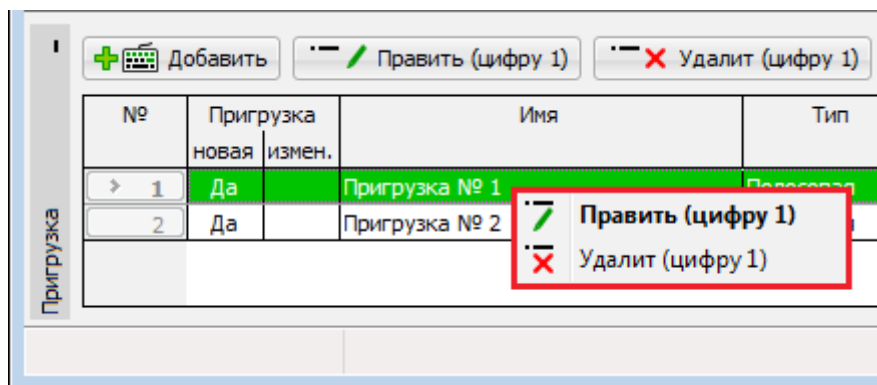 Добавить Править (цифру 1) Удалит (цифру 1)
№ Пригрузка Имя Тип
новая измен.
1 Да Пригрузка № 1
2 Да Пригрузка № 2
Править (цифру 1)
Удалит (цифру 1)
Пригрузка